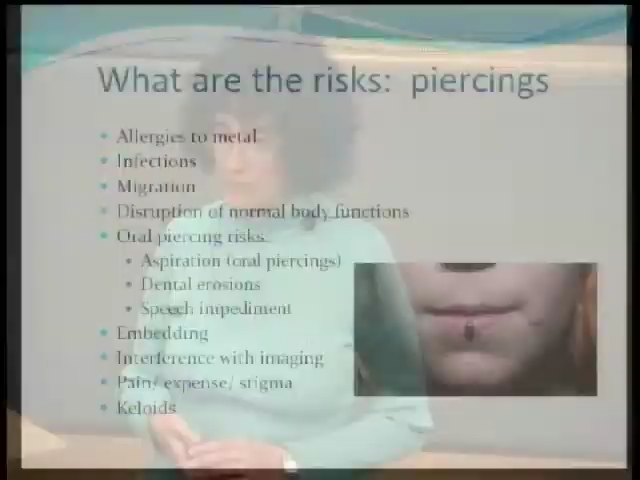 What are the risks: piercings
• Allergies to metal
• Infections
• Migration
• Disruption of normal body functions
• Oral piercing risks
• Aspiration (oral piercings)
• Dental erosions
• Speech impediment
• Embedding
• Interference with imaging
• Pain/ expense/ stigma
• Keloids